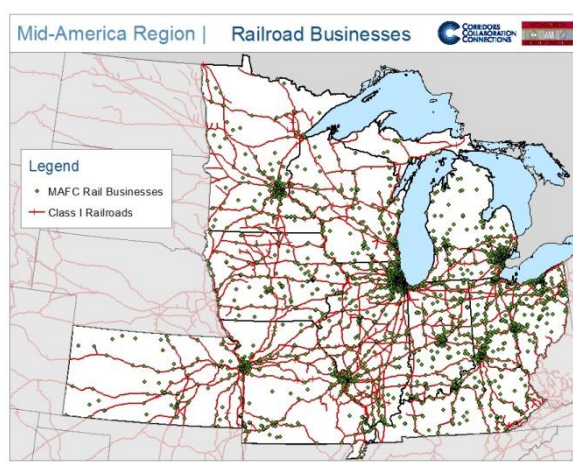 Mid-America Region | Railroad Businesses
CORRIDORS
COLLABORATION
CONNECTIONS
Legend
MAFC Rail Businesses
Class I Railroads